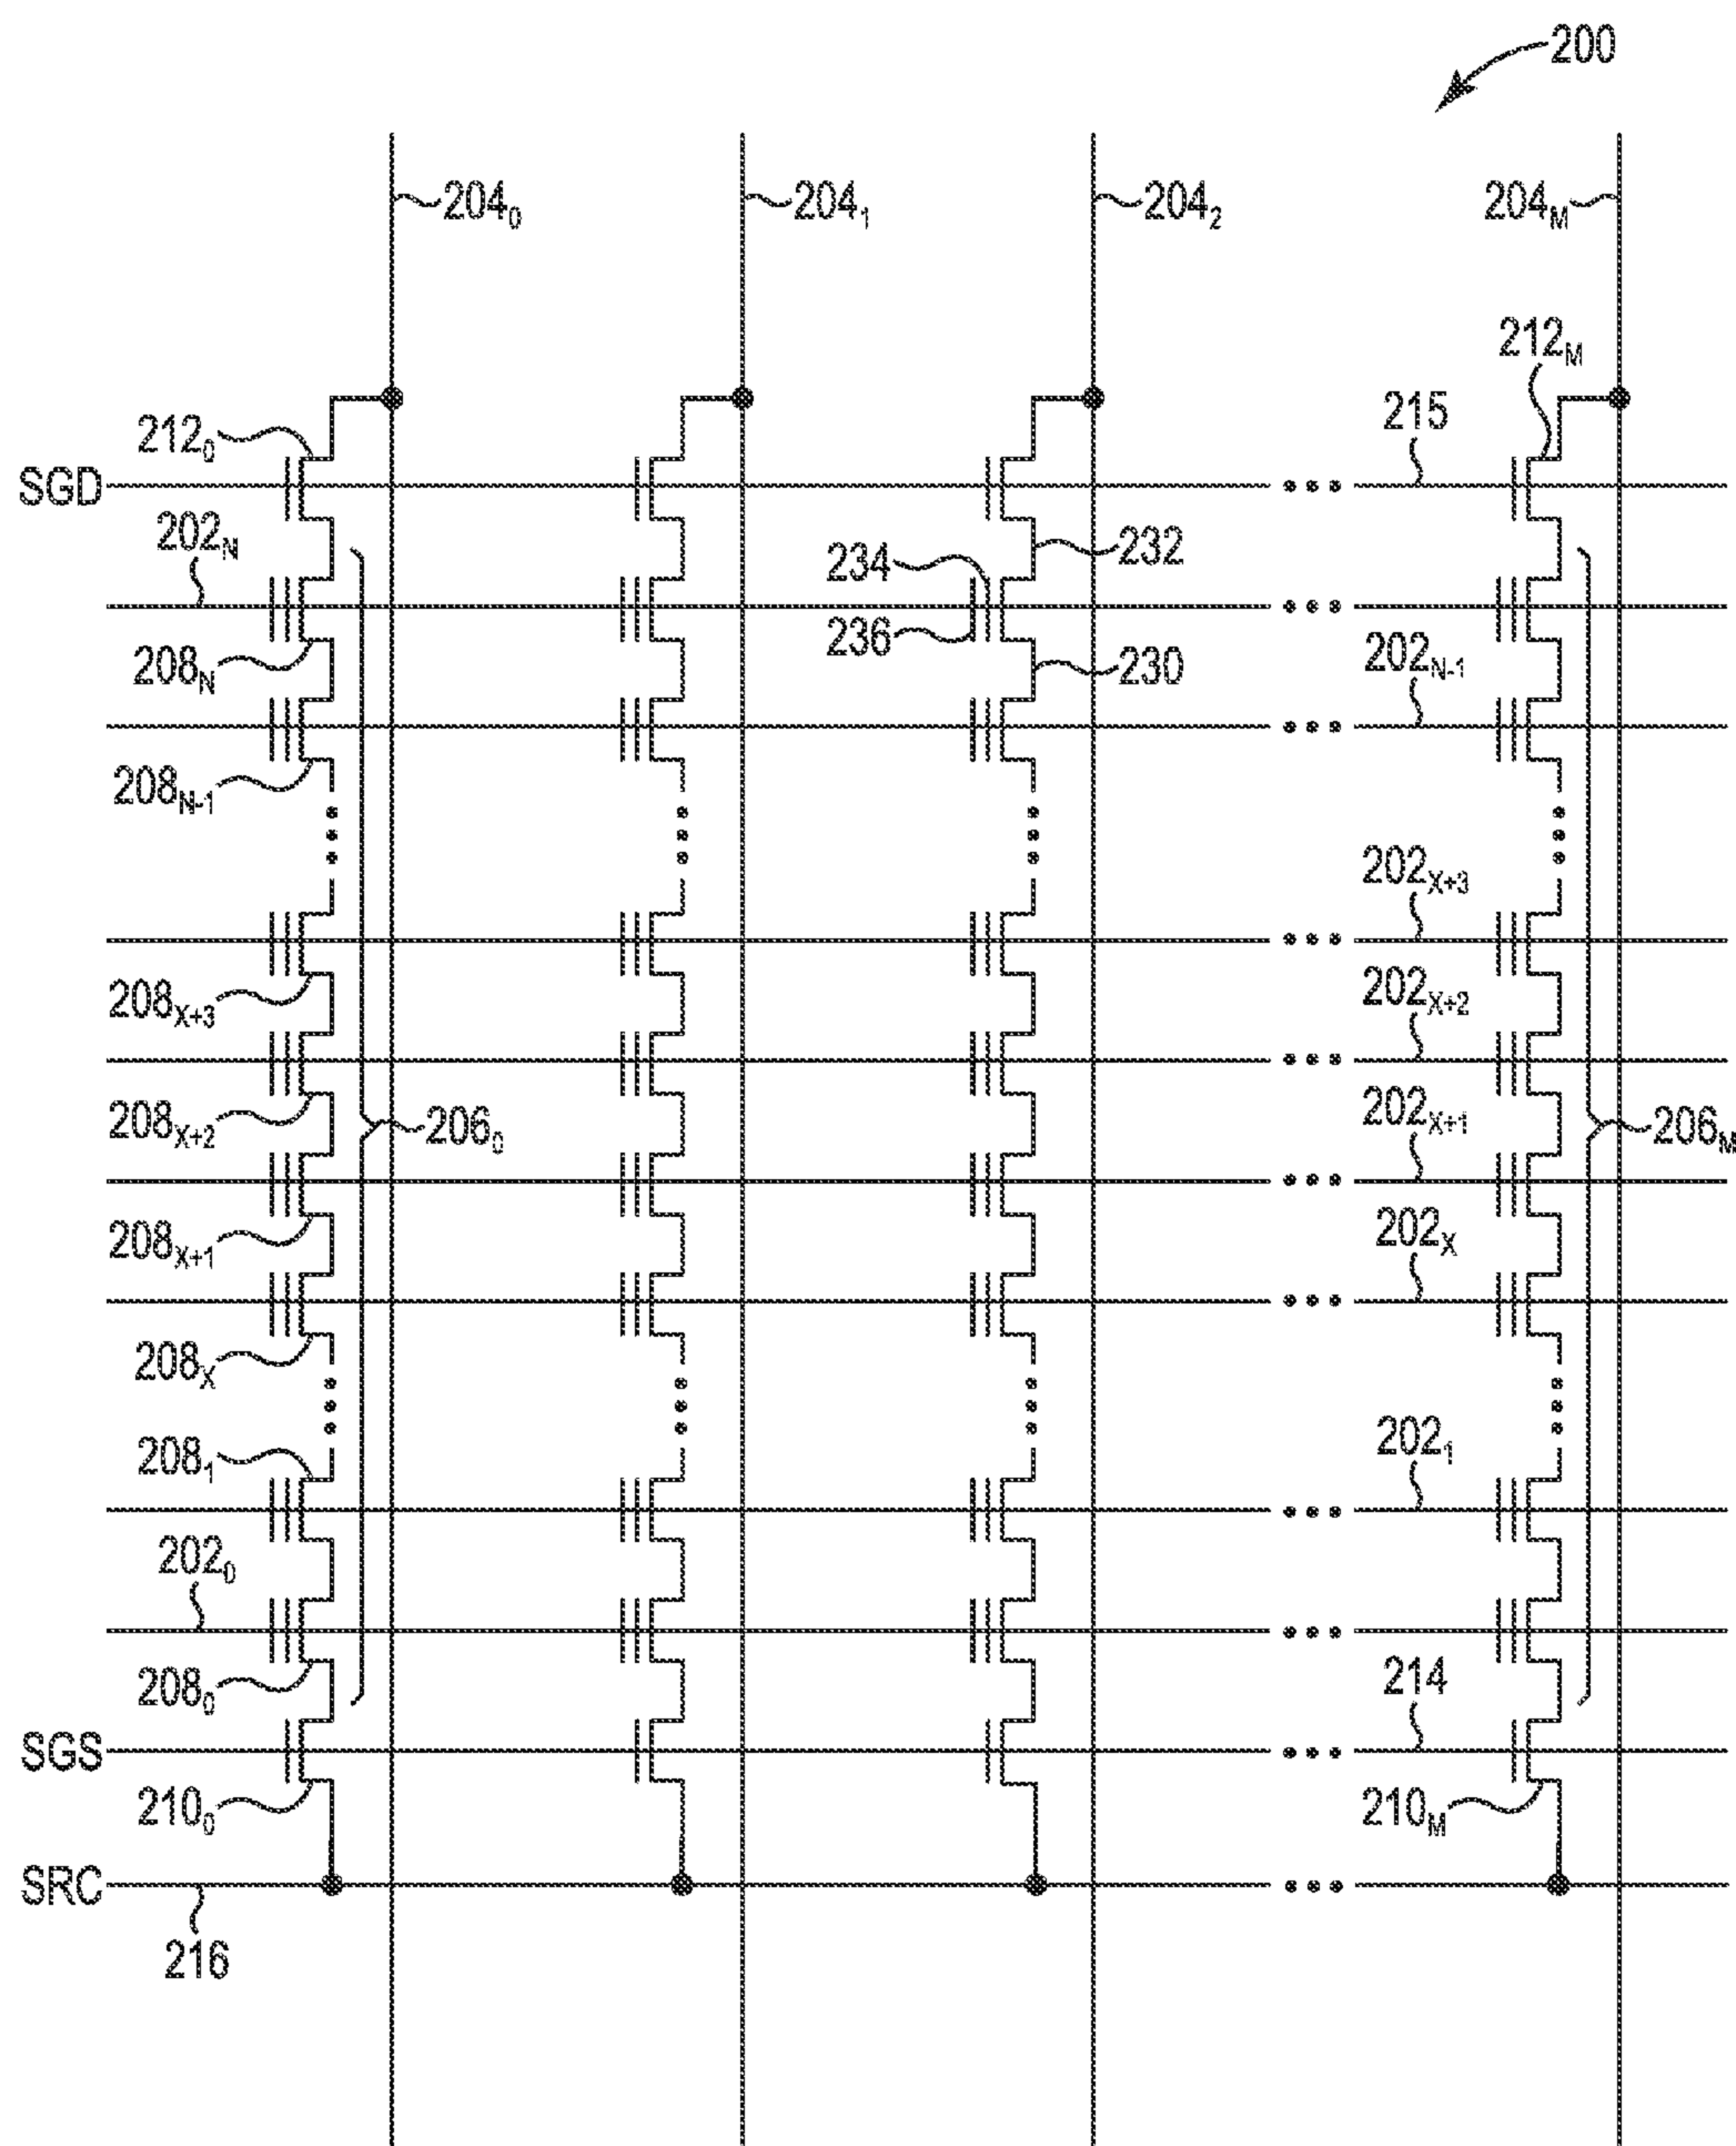 200
204₀ 204₁ 204₂ 204M
212M
212₀ 215
SGD
202N 232
234
236
208N 230 202N-1
208N-1
202X+3
208X+3 202X+2
208X+2 206₀ 202X+1 206M
208X+1 202X
208X
208₁ 202₁
202₀
208₀ 214
SGS
210₀ 210M
SRC
216